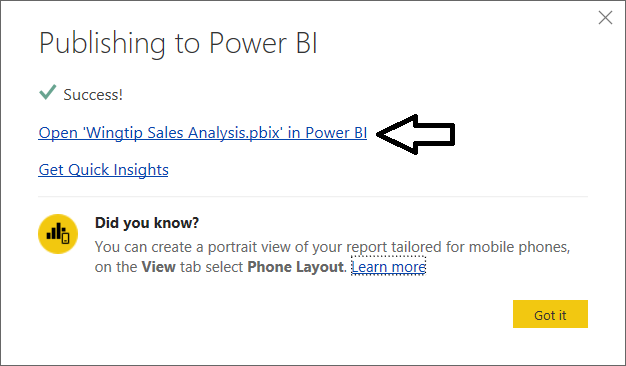 Publishing to Power BI
Success!
Open 'Wingtip Sales Analysis.pbix' in Power BI
Get Quick Insights
Did you know?
You can create a portrait view of your report tailored for mobile phones,
on the View tab select Phone Layout. Learn more
Got it